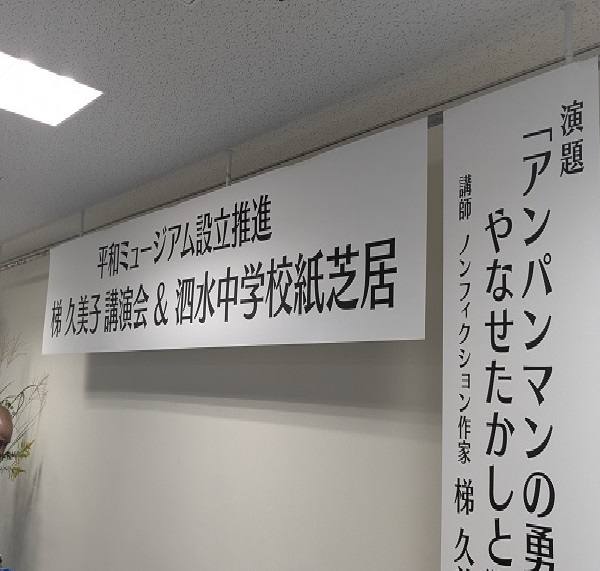 平和ミュージアム設立推進
梯 久美子 講演会 & 泗水中学校紙芝居
演題
「アンパンマンの勇
やなせたかしと
講師 ノンフィクション作家 梯 久美